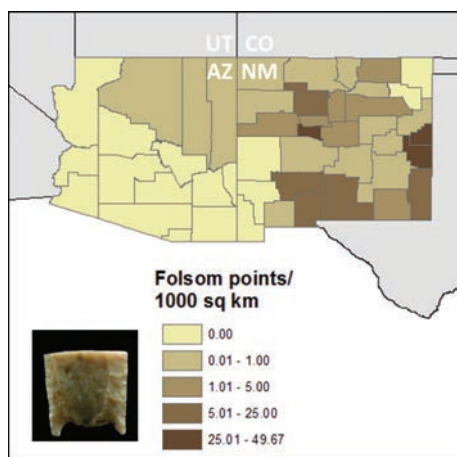 UT CO
AZ NM
Folsom points/
1000 sq km
0.00
0.01 - 1.00
1.01 - 5.00
5.01 - 25.00
25.01 - 49.67